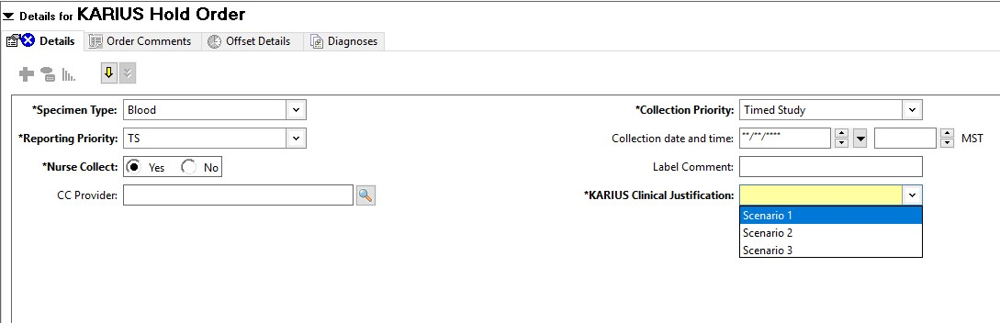 Details for KARIUS Hold Order
Details Order Comments Offset Details Diagnoses
*Specimen Type: Blood *Collection Priority: Timed Study
*Reporting Priority: TS Collection date and time: **/**/**** MST
*Nurse Collect: Yes No Label Comment:
CC Provider: *KARIUS Clinical Justification:
Scenario 1
Scenario 2
Scenario 3